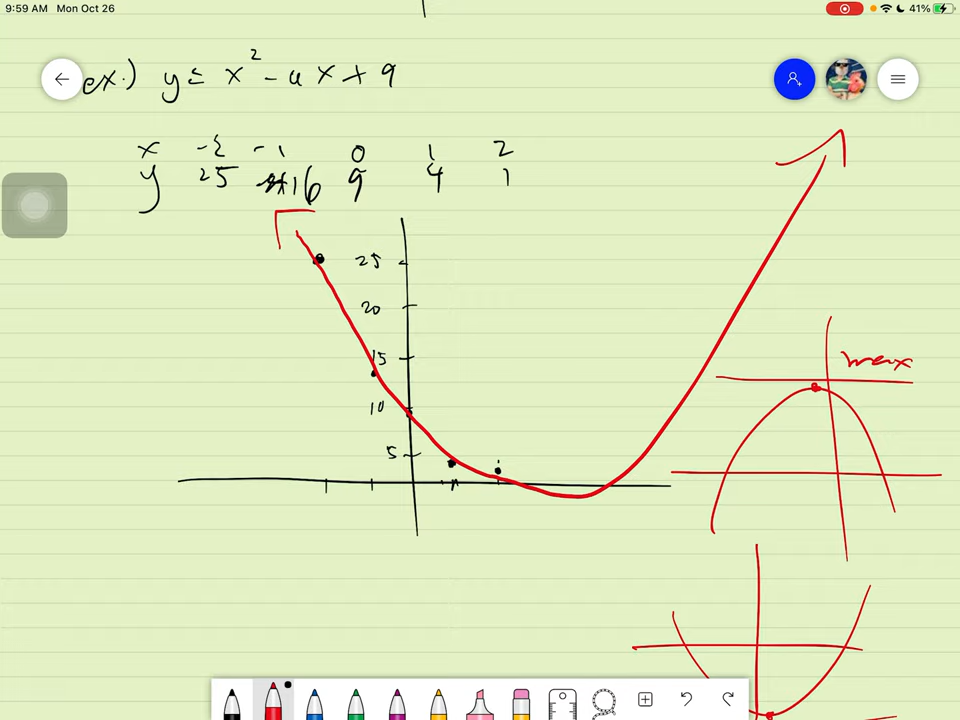 9:59 AM Mon Oct 26
41%
ex.) y = x² - 4x + 9
x -2 -1 0 1 2
y 25 16 9 4 1
25
20
15
10
5
max